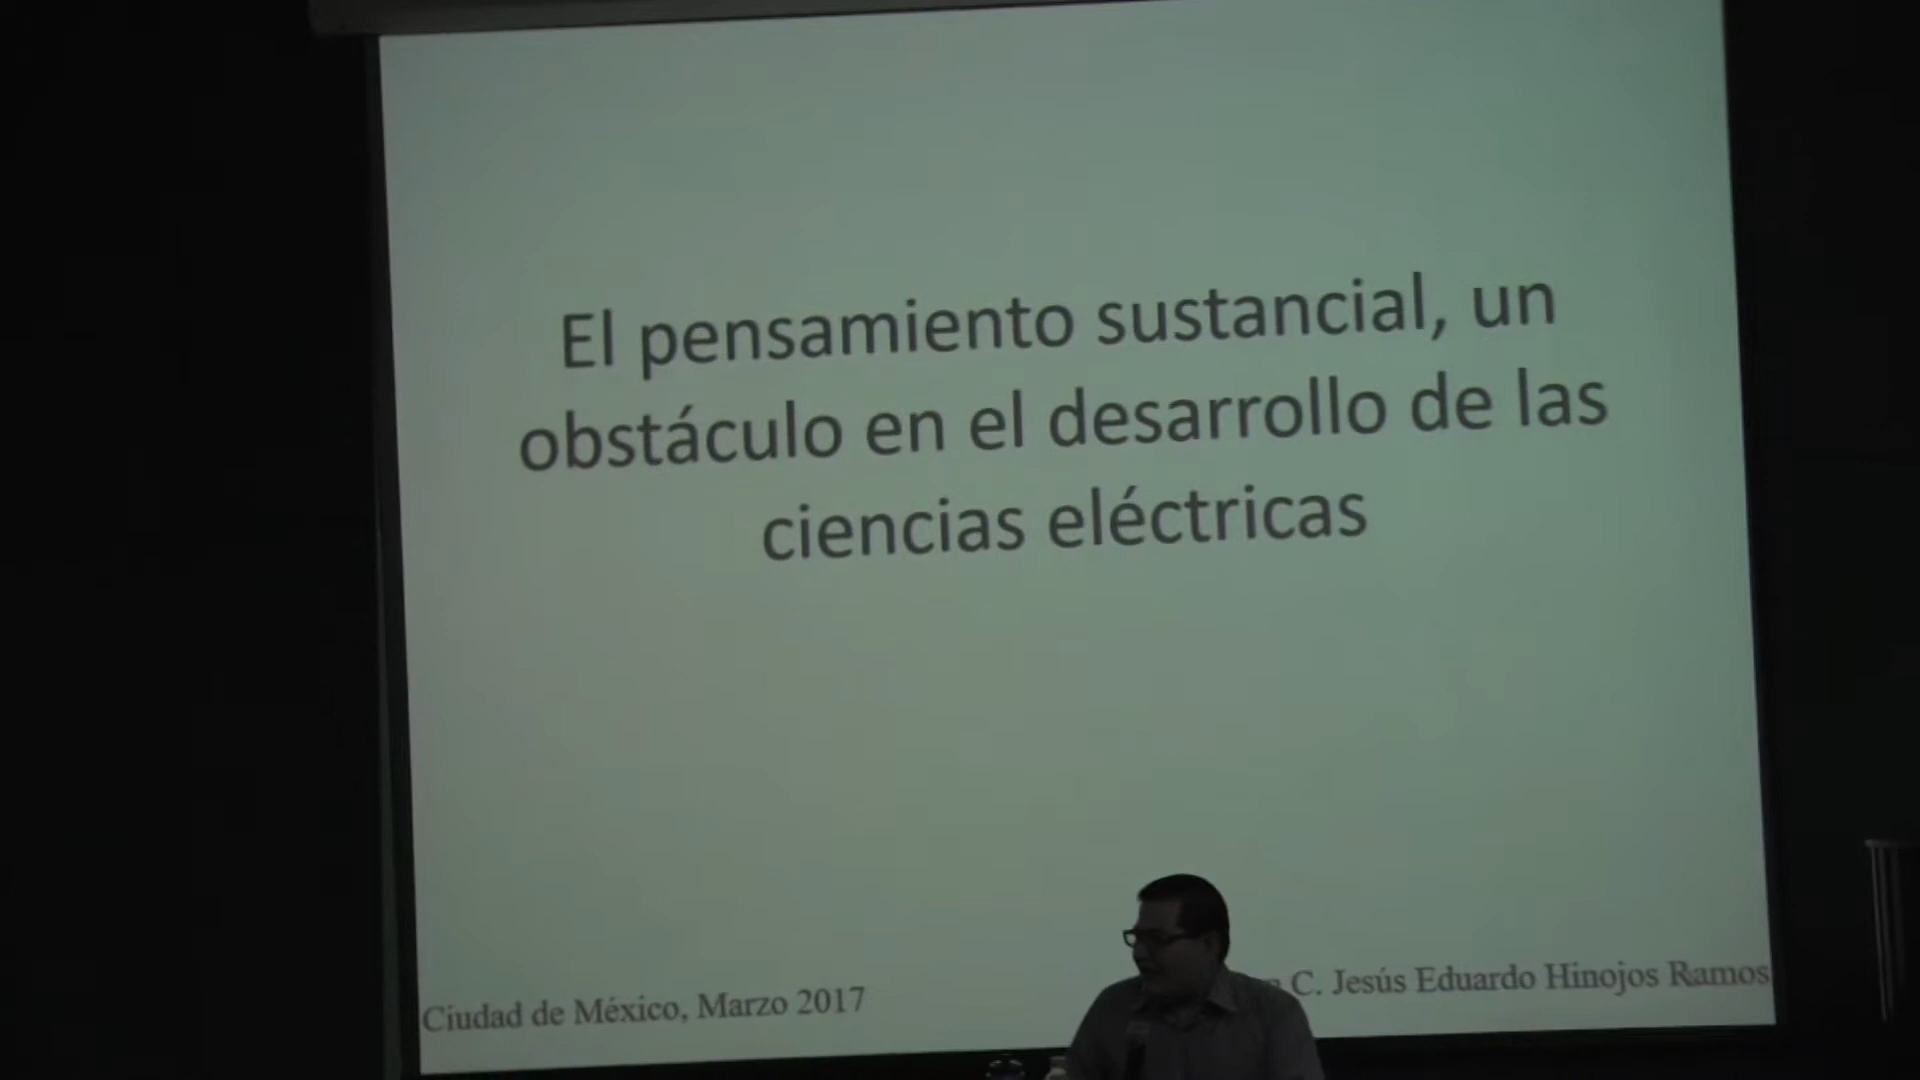 El pensamiento sustancial, un
obstáculo en el desarrollo de las
ciencias eléctricas
Ciudad de México, Marzo 2017
C. Jesús Eduardo Hinojos Ramos